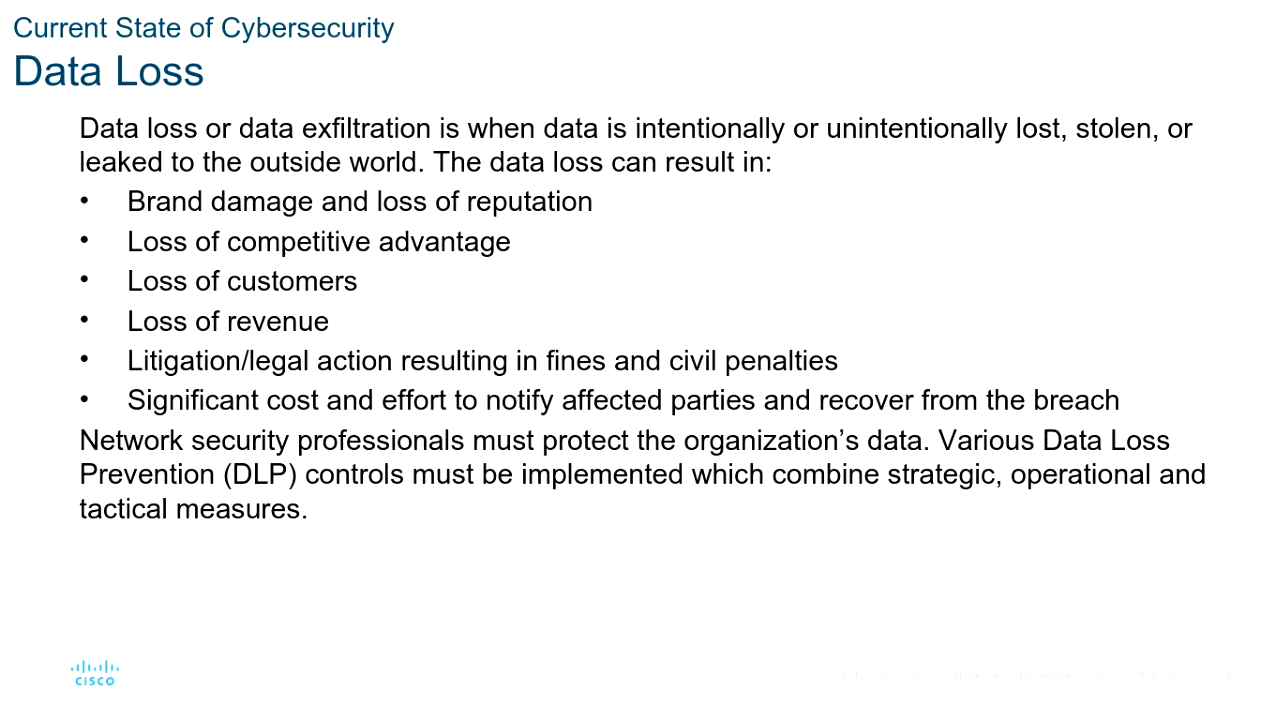 Current State of Cybersecurity
Data Loss
Data loss or data exfiltration is when data is intentionally or unintentionally lost, stolen, or
leaked to the outside world. The data loss can result in:
• Brand damage and loss of reputation
• Loss of competitive advantage
• Loss of customers
• Loss of revenue
• Litigation/legal action resulting in fines and civil penalties
• Significant cost and effort to notify affected parties and recover from the breach
Network security professionals must protect the organization’s data. Various Data Loss
Prevention (DLP) controls must be implemented which combine strategic, operational and
tactical measures.
CISCO